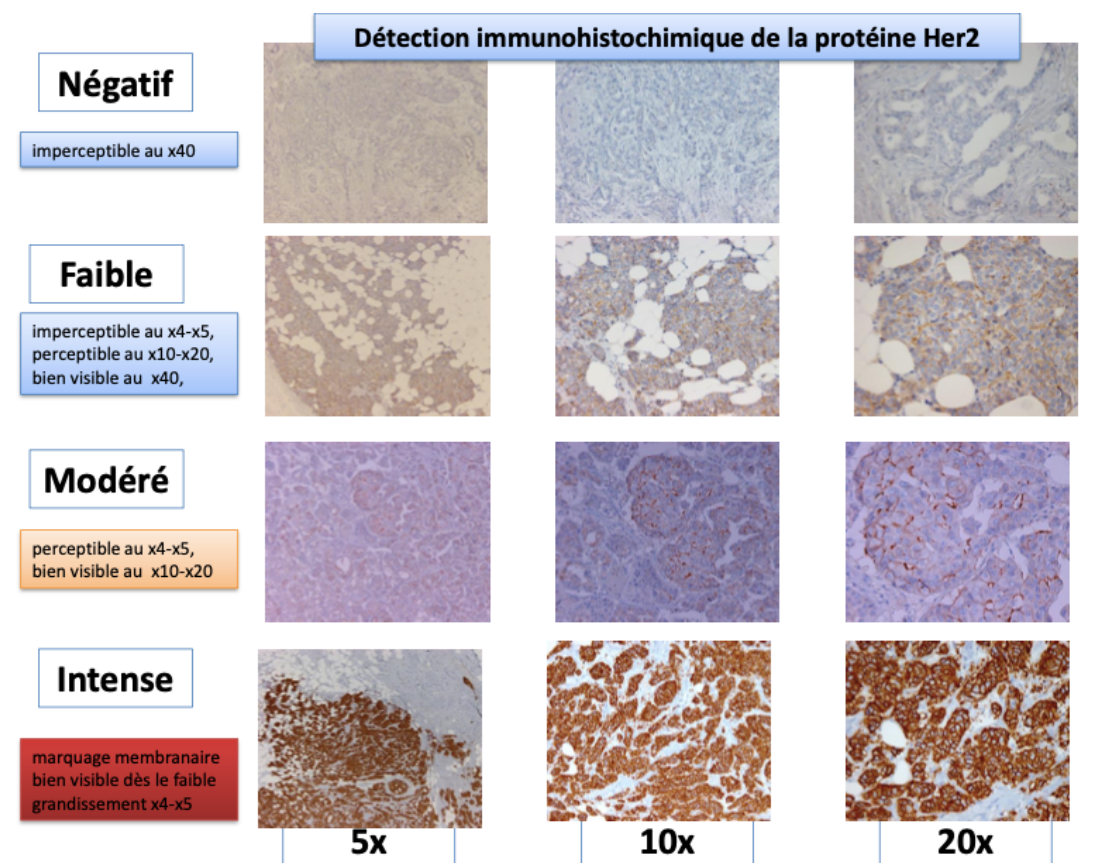 Détection immunohistochimique de la protéine Her2
Négatif
imperceptible au x40
Faible
imperceptible au x4-x5,
perceptible au x10-x20,
bien visible au x40,
Modéré
perceptible au x4-x5,
bien visible au x10-x20
Intense
marquage membranaire
bien visible dès le faible
grandissement x4-x5
5x
10x
20x